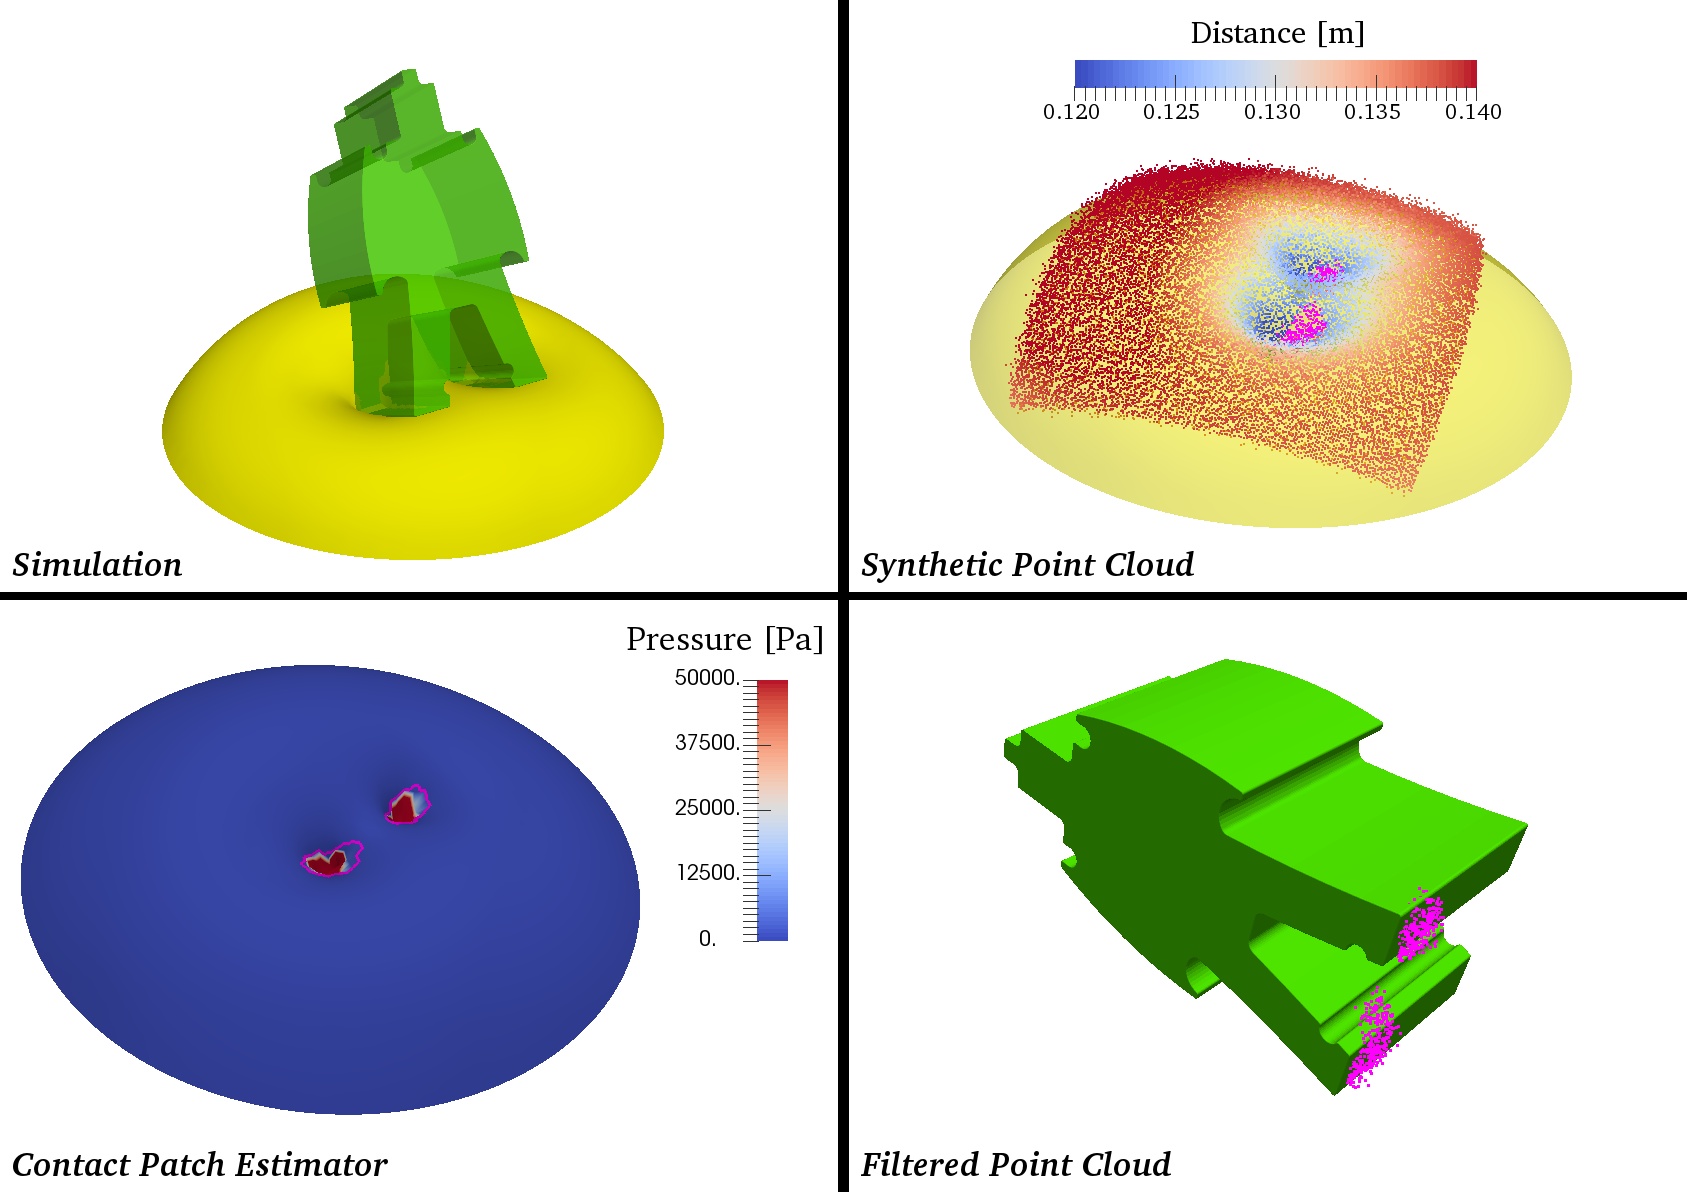 Simulation
Distance [m]
0.120 0.125 0.130 0.135 0.140
Synthetic Point Cloud
Pressure [Pa]
50000.
37500.
25000.
12500.
0.
Contact Patch Estimator
Filtered Point Cloud